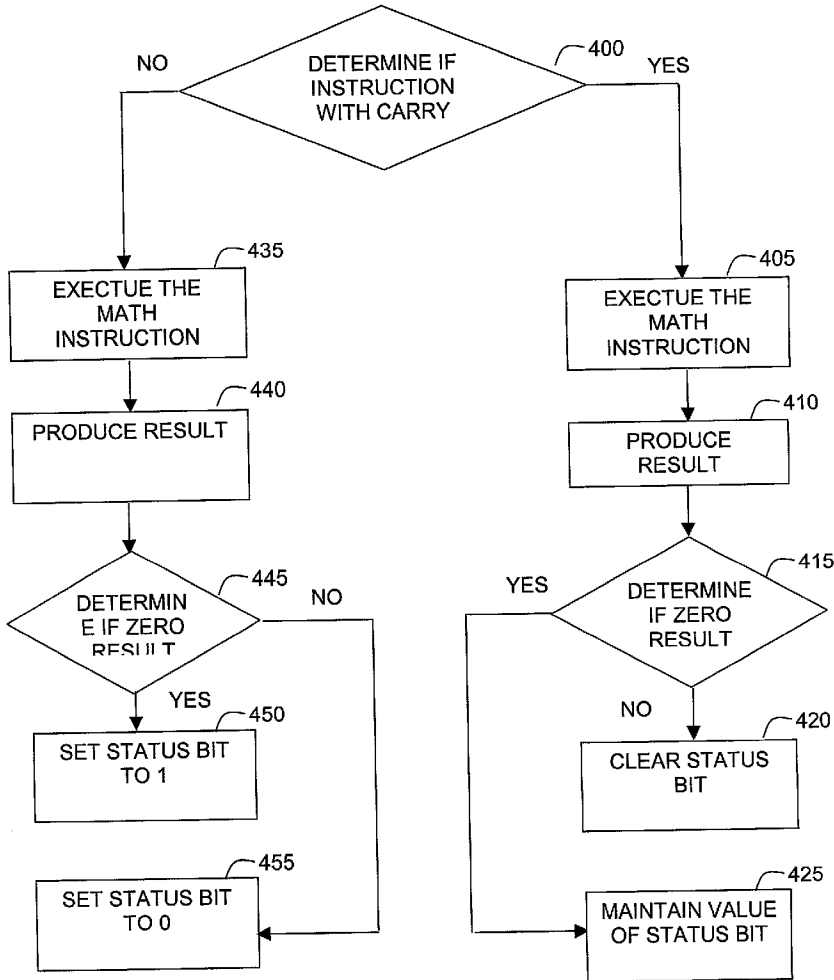 400
NO
DETERMINE IF
INSTRUCTION
WITH CARRY
YES
435
EXECTUE THE
MATH
INSTRUCTION
405
EXECTUE THE
MATH
INSTRUCTION
440
PRODUCE RESULT
410
PRODUCE
RESULT
445
DETERMIN
E IF ZERO
RESULT
NO
YES
415
DETERMINE
IF ZERO
RESULT
YES
NO
450
SET STATUS BIT
TO 1
420
CLEAR STATUS
BIT
455
SET STATUS BIT
TO 0
425
MAINTAIN VALUE
OF STATUS BIT